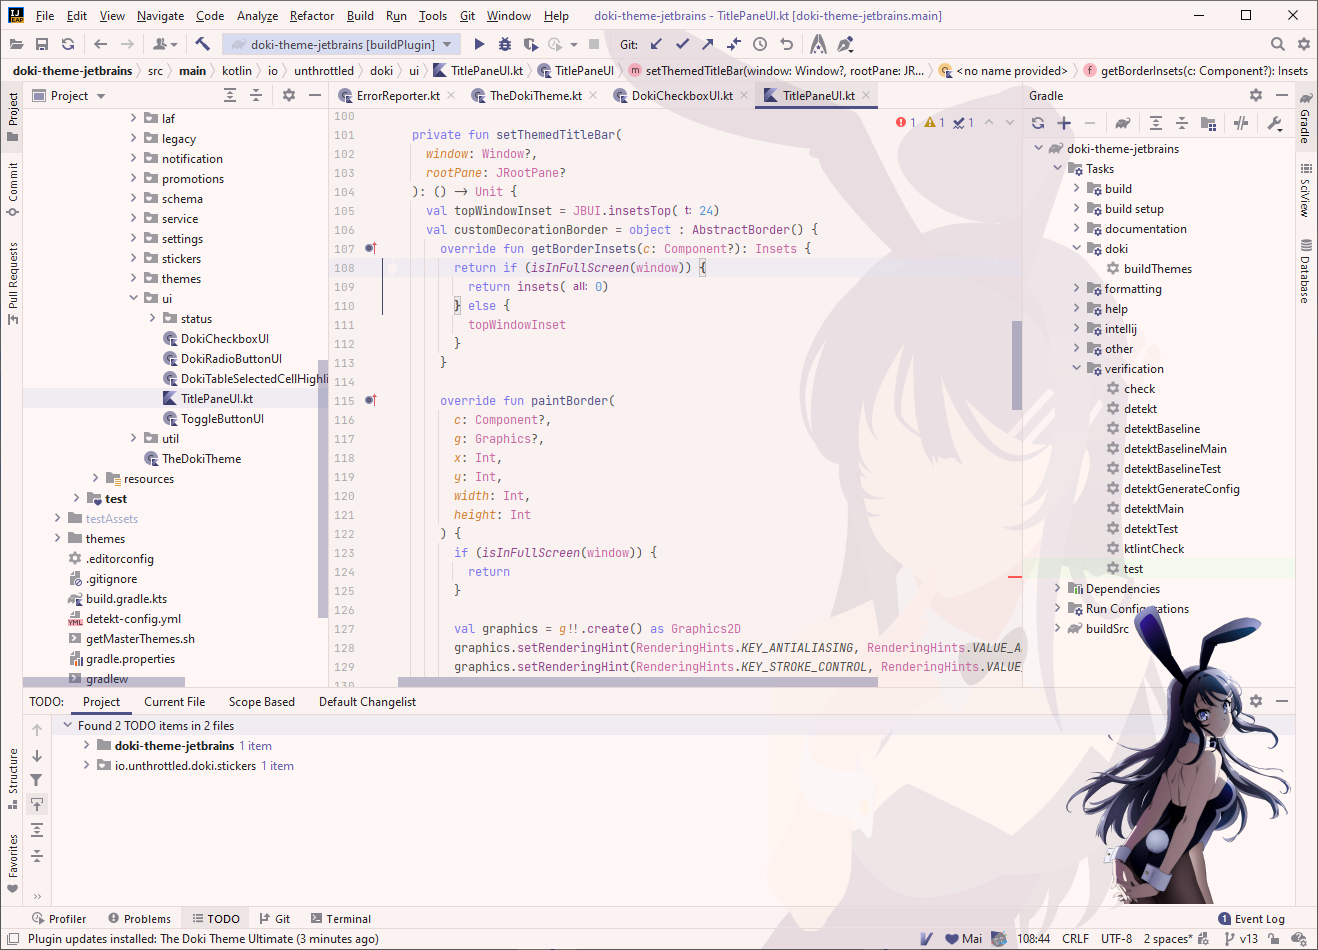 File Edit View Navigate Code Analyze Refactor Build Run Tools Git Window Help doki-theme-jetbrains - TitlePaneUI.kt [doki-theme-jetbrains.main]
doki-theme-jetbrains [buildPlugin] Git:
doki-theme-jetbrains src main kotlin io unthrottled doki ui TitlePaneUI.kt TitlePaneUI setThemedTitleBar(window: Window?, rootPane: JR... <no name provided> getBorderInsets(c: Component?): Insets
Project
ErrorReporter.kt TheDokiTheme.kt DokiCheckboxUI.kt TitlePaneUI.kt
Gradle
Project
Commit
Pull Requests
Structure
Favorites
laf
legacy
notification
promotions
schema
service
settings
stickers
themes
ui
status
DokiCheckboxUI
DokiRadioButtonUI
DokiTableSelectedCellHighli
TitlePaneUI.kt
ToggleButtonUI
util
TheDokiTheme
resources
test
testAssets
themes
.editorconfig
.gitignore
build.gradle.kts
detekt-config.yml
getMasterThemes.sh
gradle.properties
gradlew
1 1 1
100
101 private fun setThemedTitleBar(
102 window: Window?,
103 rootPane: JRootPane?
104 ): () → Unit {
105 val topWindowInset = JBUI.insetsTop( t: 24)
106 val customDecorationBorder = object : AbstractBorder() {
107 override fun getBorderInsets(c: Component?): Insets {
108 return if (isInFullScreen(window)) {
109 return insets( all: 0)
110 } else {
111 topWindowInset
112 }
113 }
114
115 override fun paintBorder(
116 c: Component?,
117 g: Graphics?,
118 x: Int,
119 y: Int,
120 width: Int,
121 height: Int
122 ) {
123 if (isInFullScreen(window)) {
124 return
125 }
126
127 val graphics = g!!.create() as Graphics2D
128 graphics.setRenderingHint(RenderingHints.KEY_ANTIALIASING, RenderingHints.VALUE_A
129 graphics.setRenderingHint(RenderingHints.KEY_STROKE_CONTROL, RenderingHints.VALUE_
130
doki-theme-jetbrains
Tasks
build
build setup
documentation
doki
buildThemes
formatting
help
intellij
other
verification
check
detekt
detektBaseline
detektBaselineMain
detektBaselineTest
detektGenerateConfig
detektMain
detektTest
ktlintCheck
test
Dependencies
Run Configurations
buildSrc
Gradle
SciView
Database
TODO: Project Current File Scope Based Default Changelist
Found 2 TODO items in 2 files
doki-theme-jetbrains 1 item
io.unthrottled.doki.stickers 1 item
Profiler Problems TODO Git Terminal 1 Event Log
Plugin updates installed: The Doki Theme Ultimate (3 minutes ago) Mai 108:44 CRLF UTF-8 2 spaces* v13